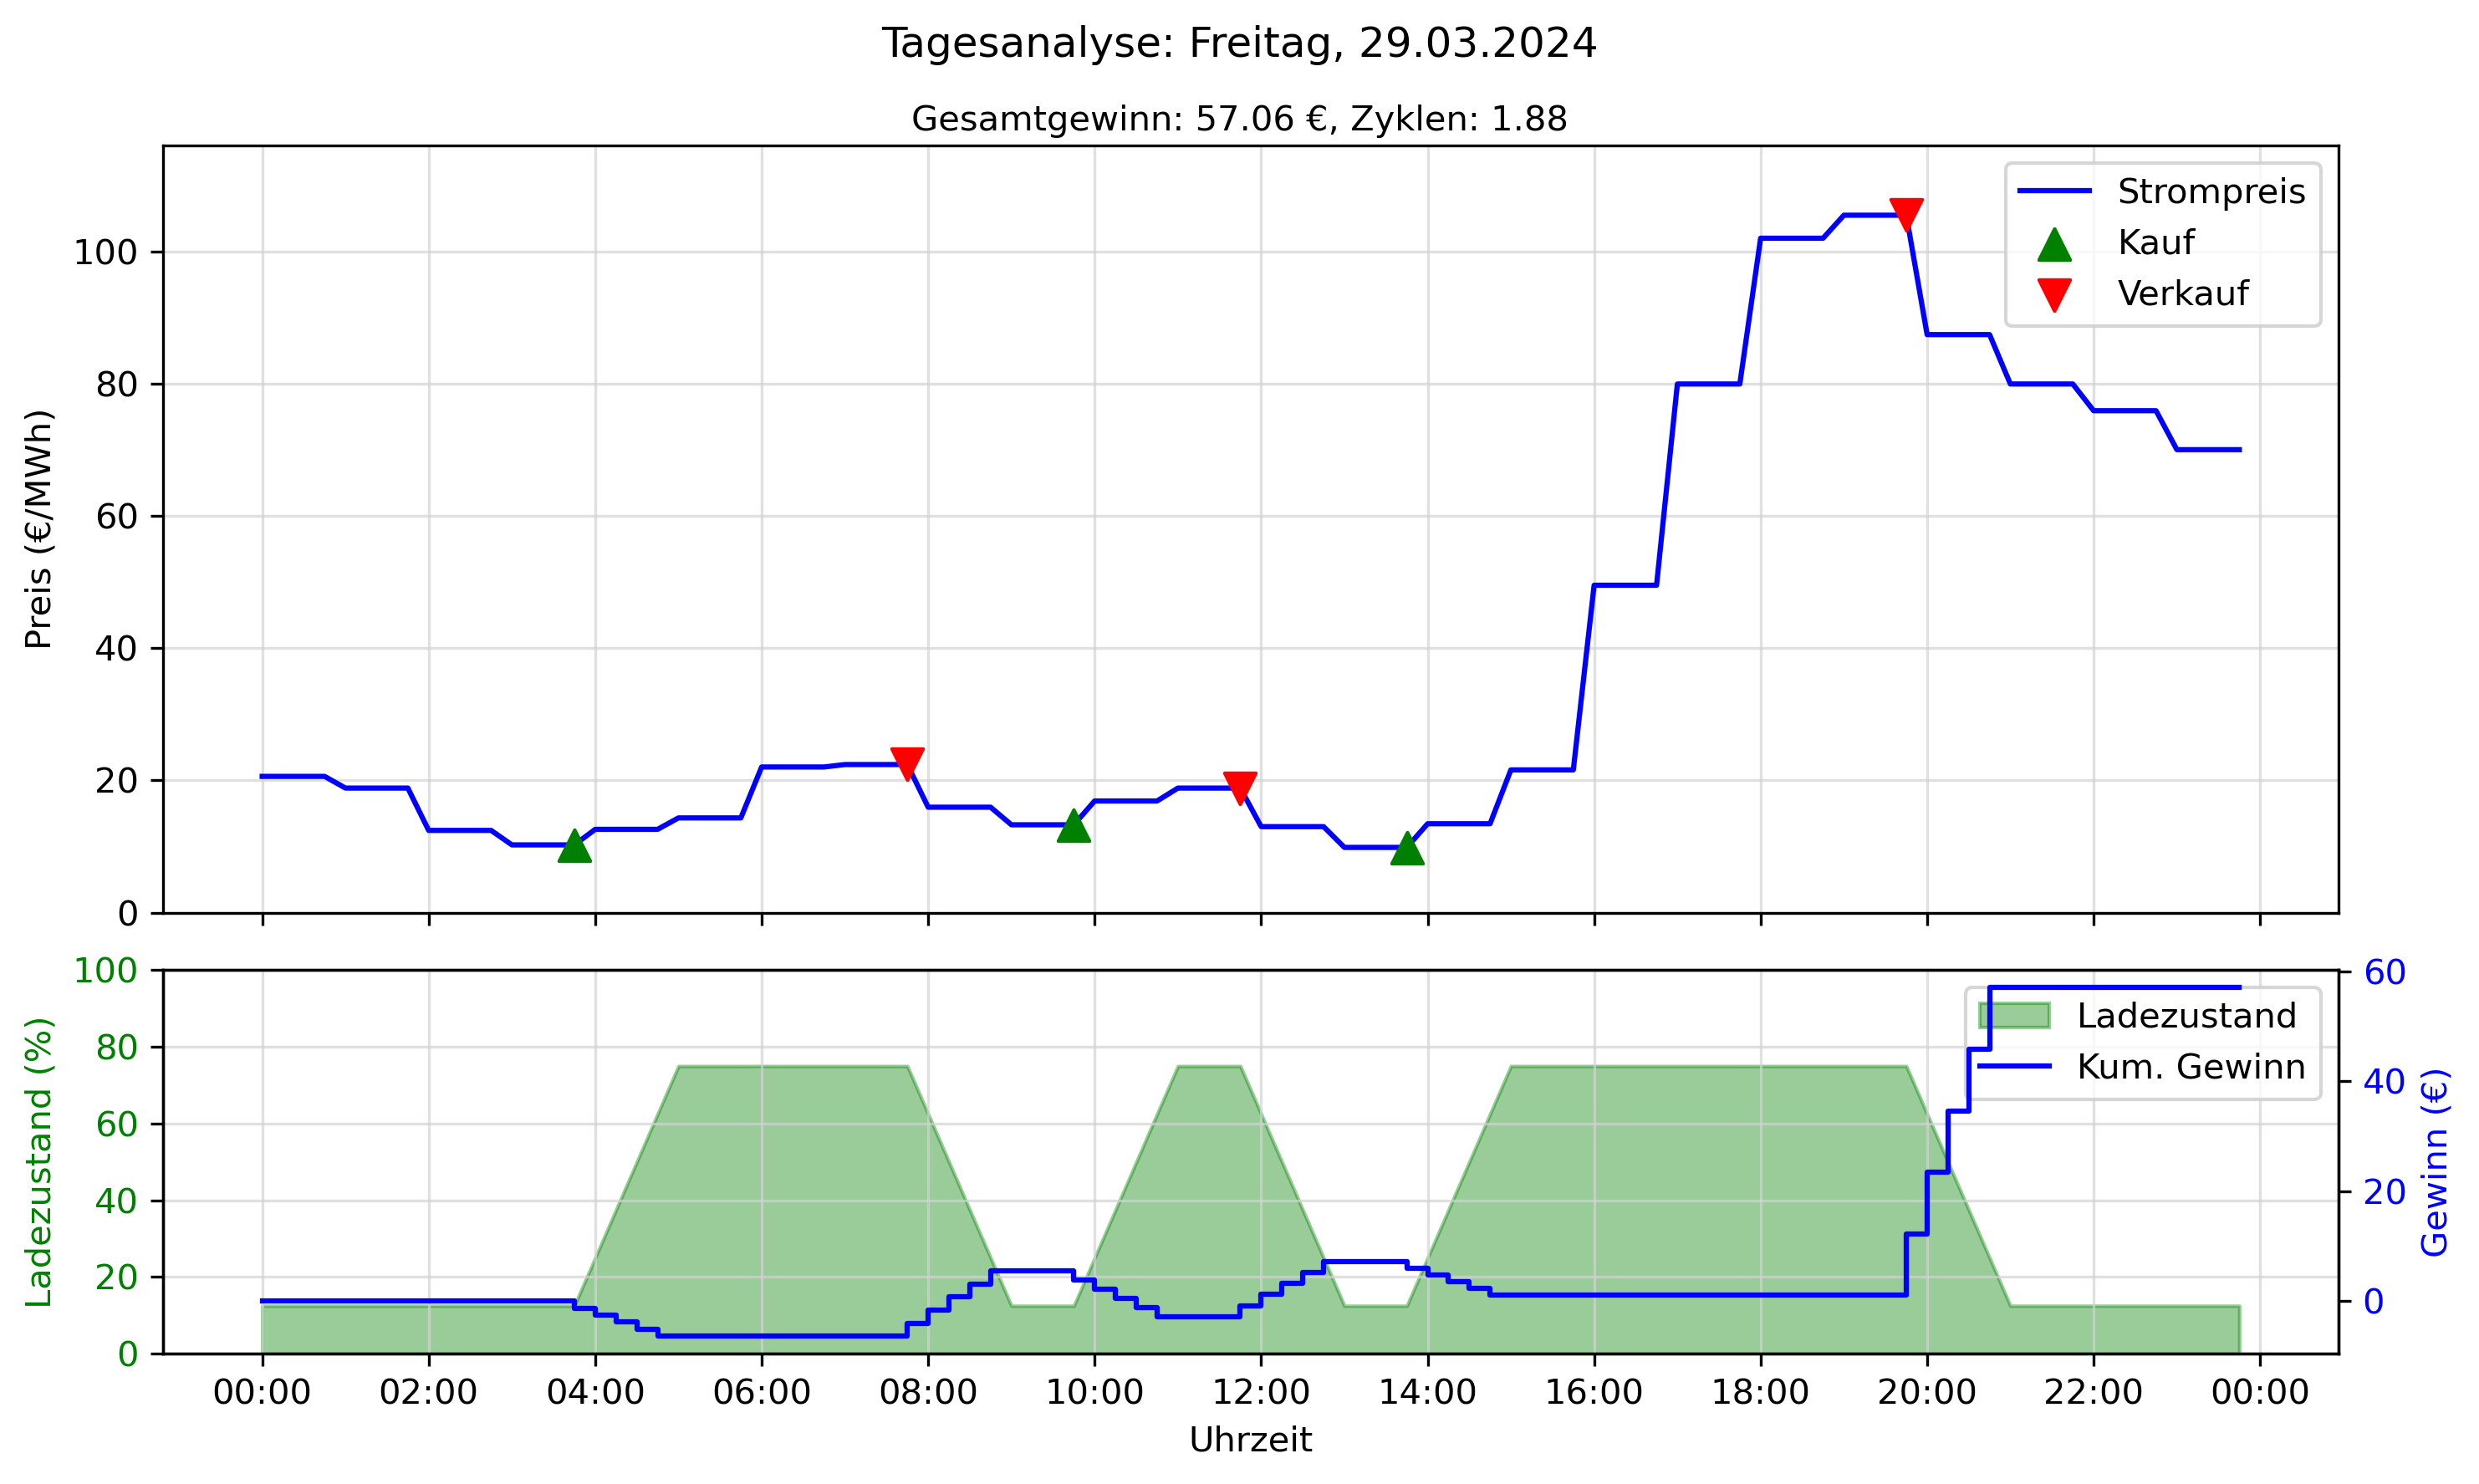 Tagesanalyse: Freitag, 29.03.2024
Gesamtgewinn: 57.06 €, Zyklen: 1.88
Preis (€/MWh)
100
80
60
40
20
0
Strompreis
Kauf
Verkauf
Ladezustand (%)
100
80
60
40
20
0
Ladezustand
Kum. Gewinn
60
40
20
0
Gewinn (€)
00:00 02:00 04:00 06:00 08:00 10:00 12:00 14:00 16:00 18:00 20:00 22:00 00:00
Uhrzeit